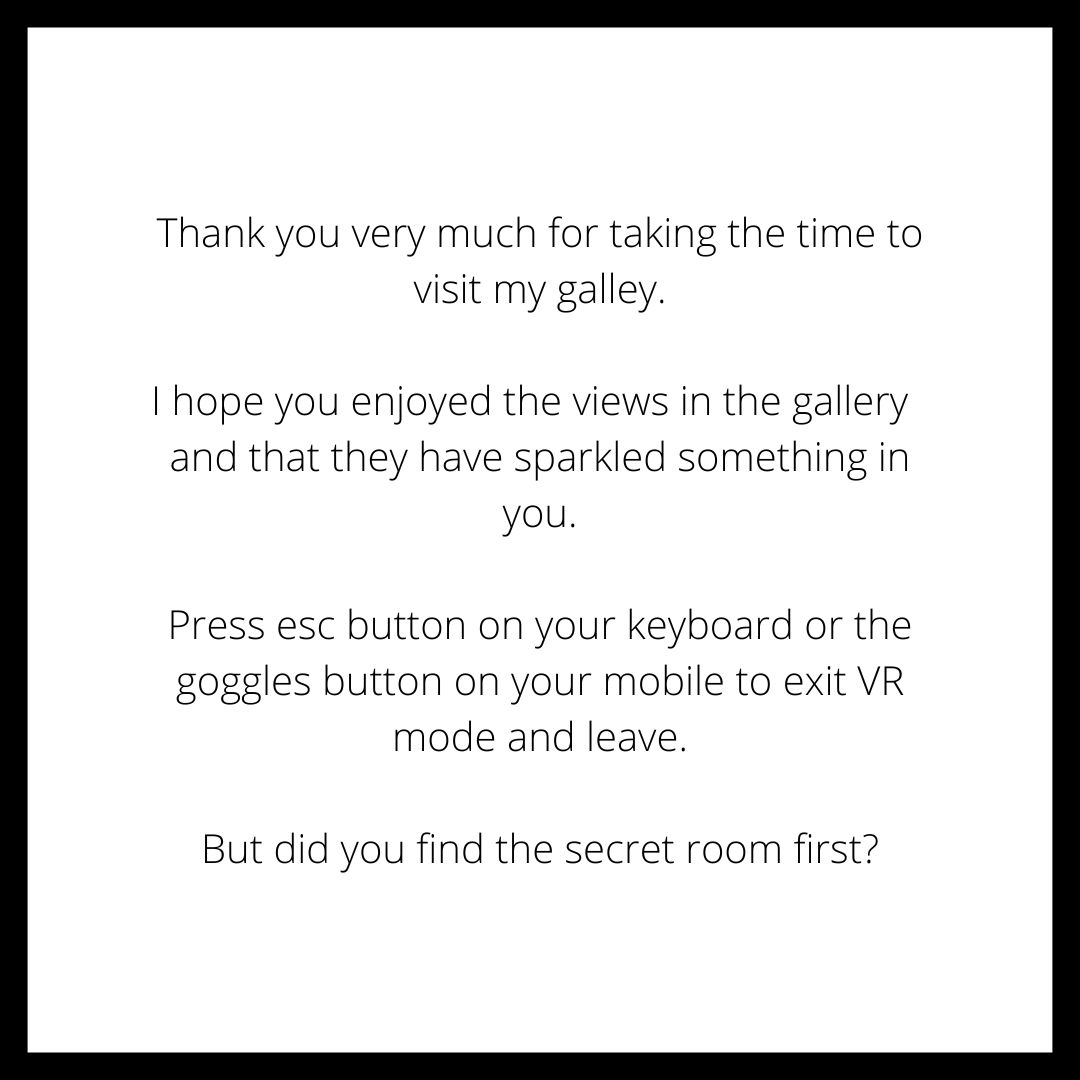 Thank you very much for taking the time to
visit my galley.
I hope you enjoyed the views in the gallery
and that they have sparkled something in
you.
Press esc button on your keyboard or the
goggles button on your mobile to exit VR
mode and leave.
But did you find the secret room first?